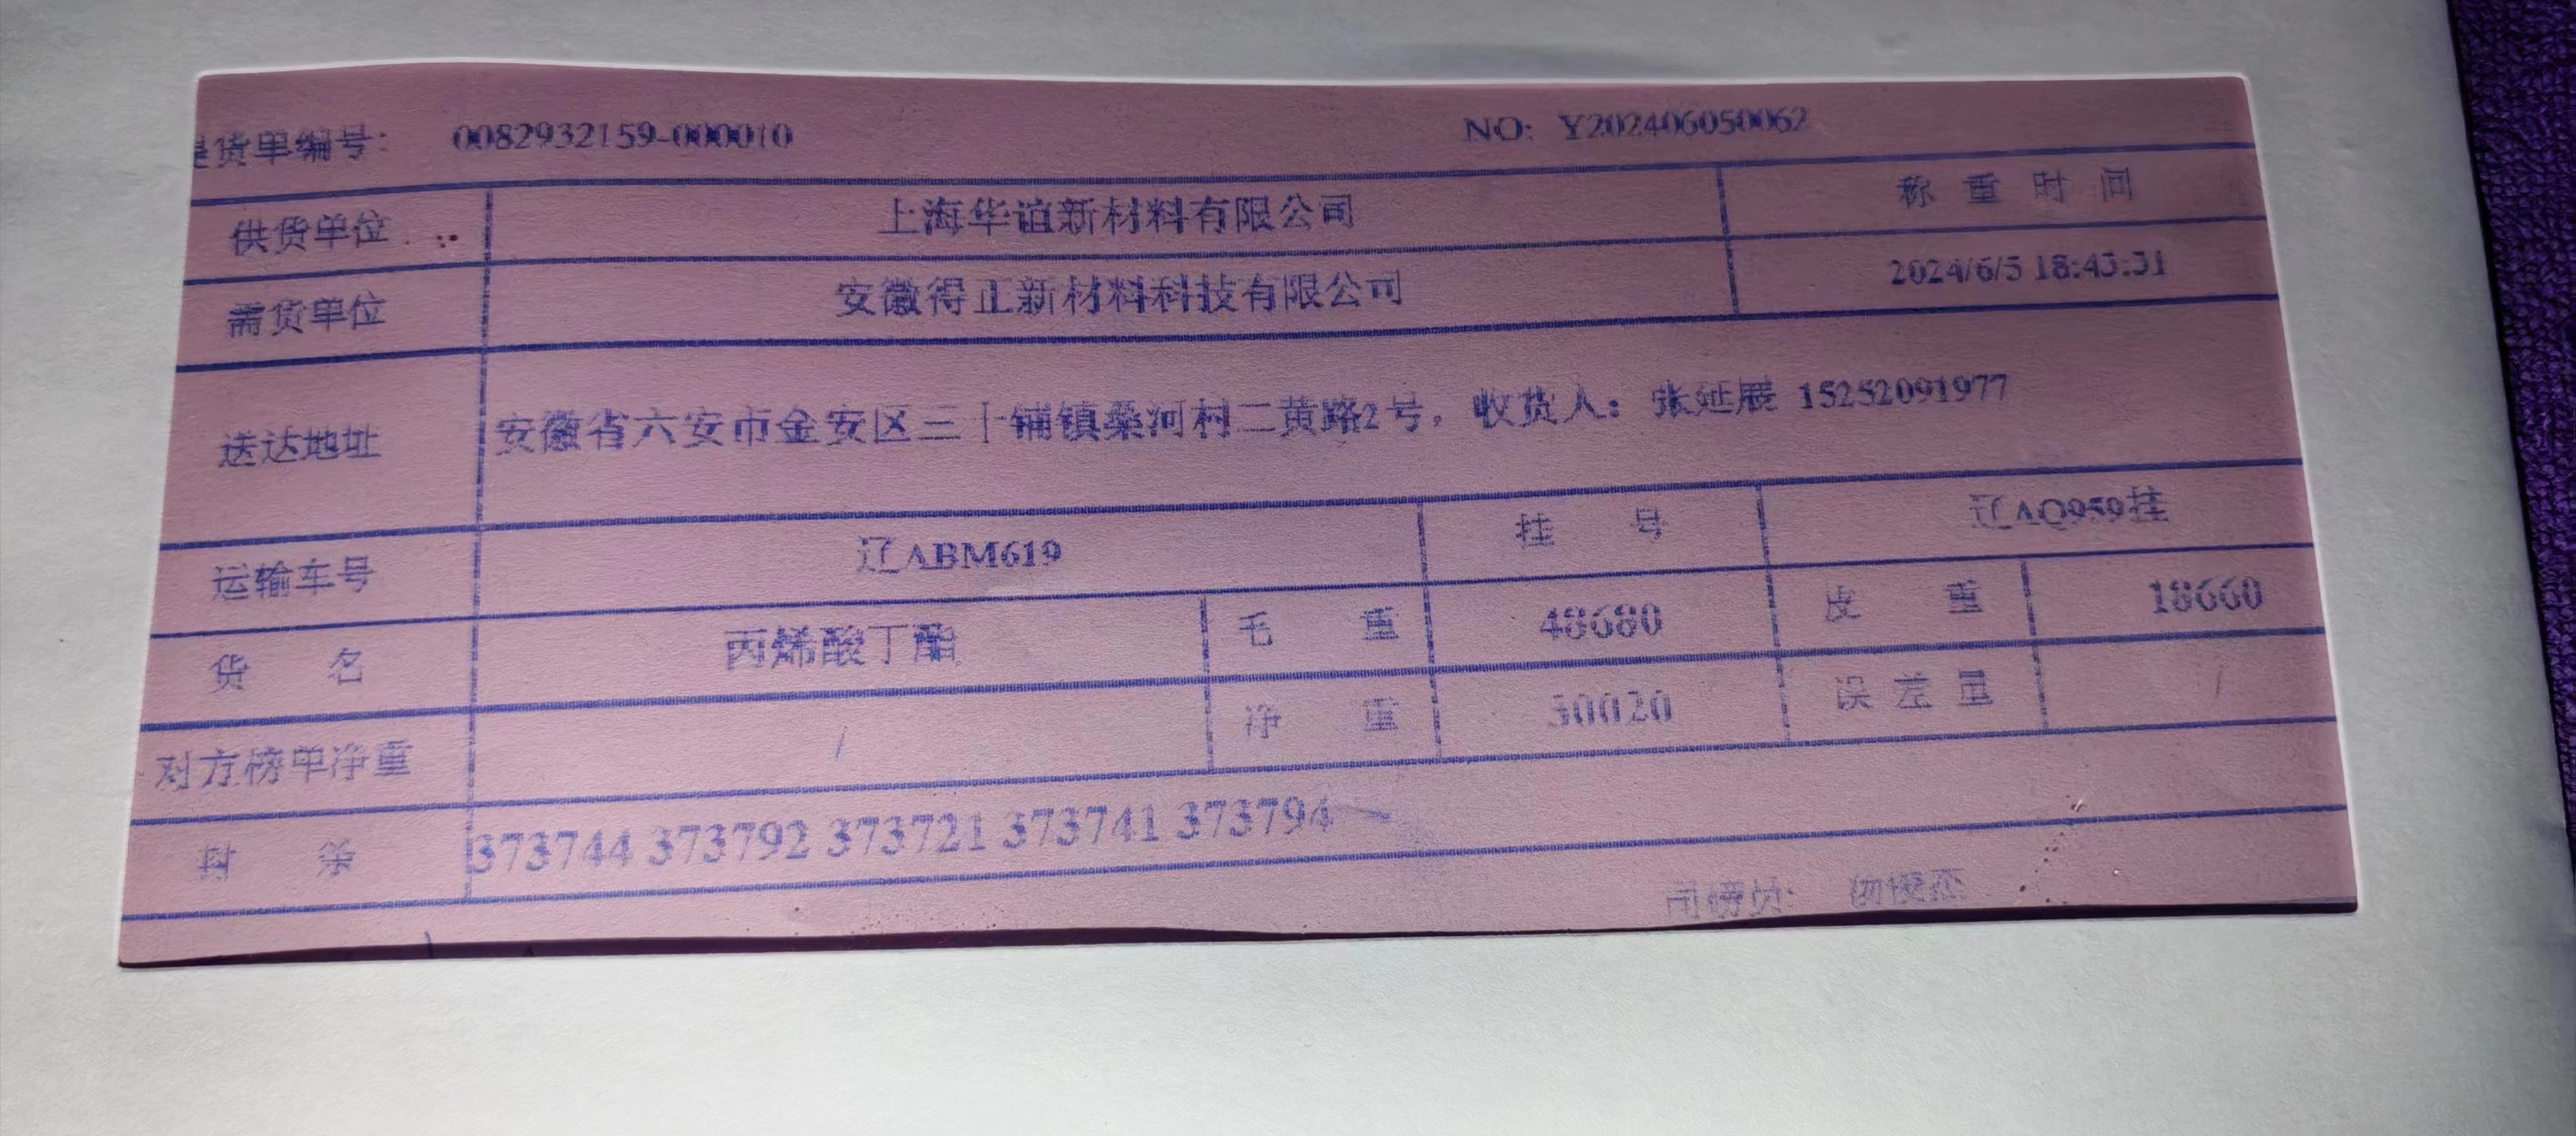 提货单编号: 0082932159-000010 NO: Y202406050062
供货单位 上海华谊新材料有限公司 称重时间
需货单位 安徽得正新材料科技有限公司 2024/6/5 18:43:31
送达地址 安徽省六安市金安区三十铺镇桑河村二黄路2号, 收货人: 张延展 15252091977
运输车号 辽ABM619 挂号 辽AQ959挂
货名 丙烯酸丁酯 毛重 48680 皮重 18660
对方榜单净重 / 净重 30020 误差量 /
封条 373744 373792 373721 373741 373794
司磅员: